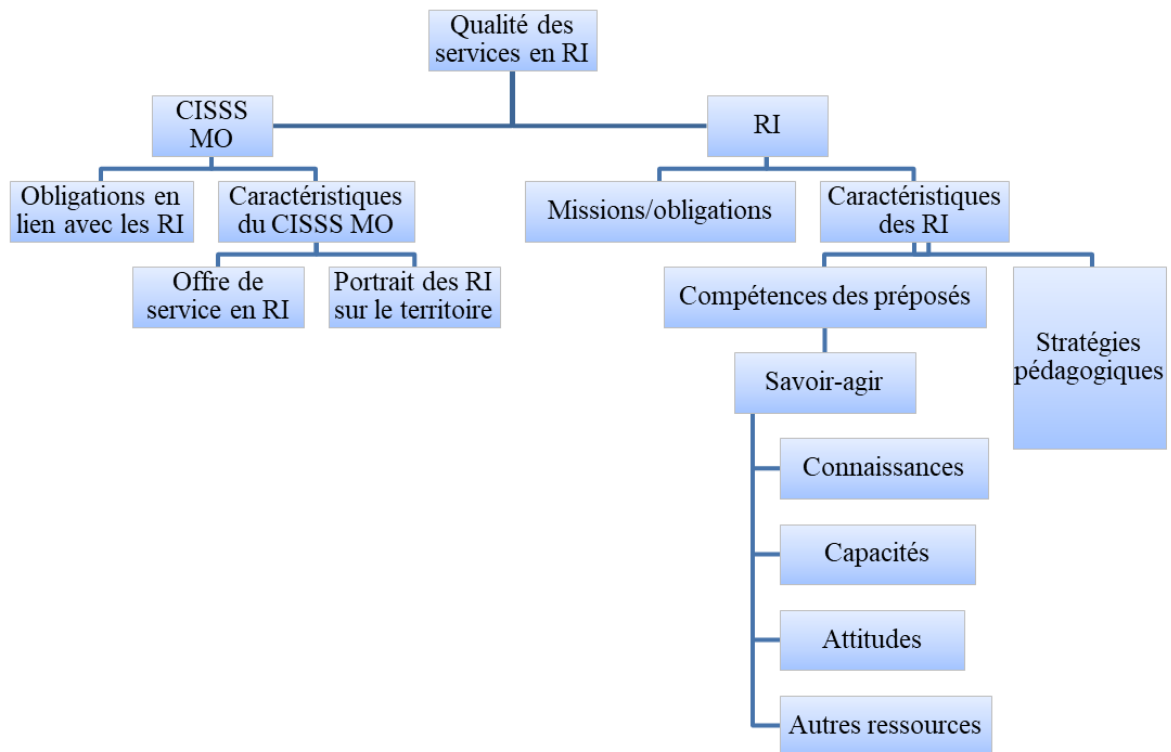 Qualité des
services en RI
CISSS
MO
RI
Obligations en
lien avec les RI
Caractéristiques
du CISSS MO
Missions/obligations
Caractéristiques
des RI
Offre de
service en RI
Portrait des RI
sur le territoire
Compétences des préposés
Stratégies
pédagogiques
Savoir-agir
Connaissances
Capacités
Attitudes
Autres ressources